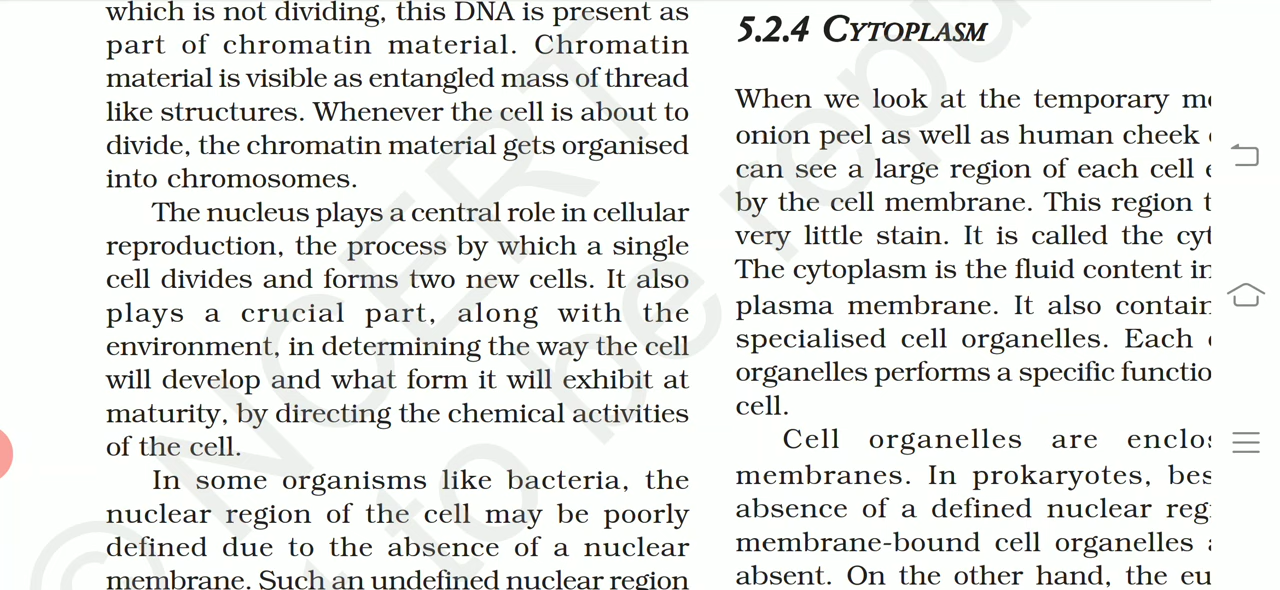 which is not dividing, this DNA is present as
part of chromatin material. Chromatin
material is visible as entangled mass of thread
like structures. Whenever the cell is about to
divide, the chromatin material gets organised
into chromosomes.
The nucleus plays a central role in cellular
reproduction, the process by which a single
cell divides and forms two new cells. It also
plays a crucial part, along with the
environment, in determining the way the cell
will develop and what form it will exhibit at
maturity, by directing the chemical activities
of the cell.
In some organisms like bacteria, the
nuclear region of the cell may be poorly
defined due to the absence of a nuclear
membrane. Such an undefined nuclear region
5.2.4 CYTOPLASM
When we look at the temporary
onion peel as well as human cheek
can see a large region of each cell
by the cell membrane. This region
very little stain. It is called the
The cytoplasm is the fluid content
plasma membrane. It also
specialised cell organelles. Each
organelles performs a specific
cell.
Cell organelles are
membranes. In prokaryotes,
absence of a defined nuclear
membrane-bound cell organelles
absent. On the other hand, the
© NCERT
to be